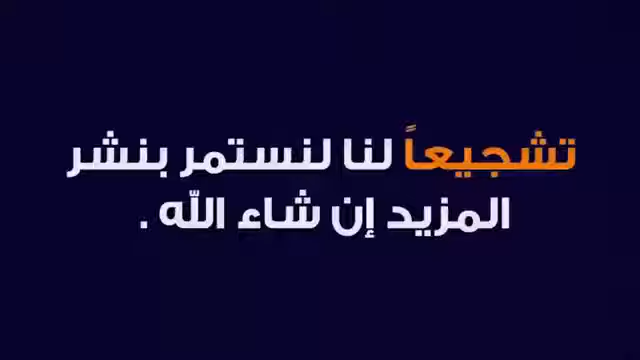 تشجيعاً لنا لنستمر بنشر
المزيد إن شاء الله .